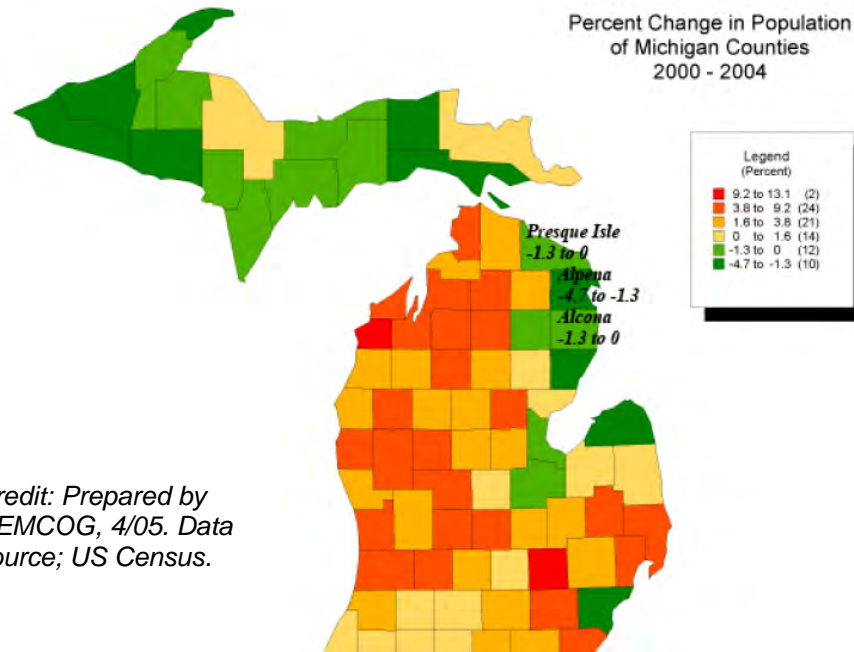 Percent Change in Population
of Michigan Counties
2000 - 2004
Legend
(Percent)
9.2 to 13.1 (2)
3.8 to 9.2 (24)
1.6 to 3.8 (21)
0 to 1.6 (14)
-1.3 to 0 (12)
-4.7 to -1.3 (10)
Presque Isle
-1.3 to 0
Alpena
-4.7 to -1.3
Alcona
-1.3 to 0
redit: Prepared by
EMCOG, 4/05. Data
ource; US Census.